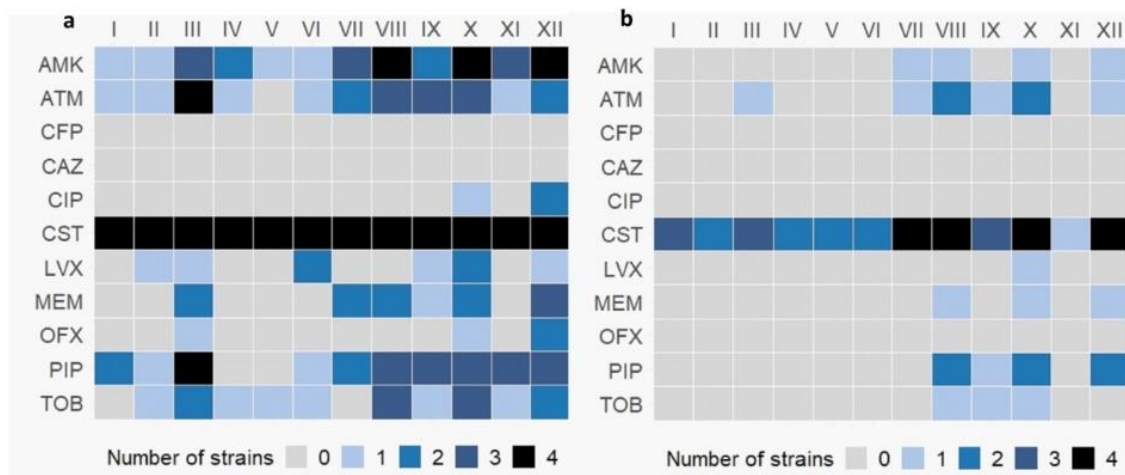 a
I II III IV V VI VII VIII IX X XI XII
AMK
ATM
CFP
CAZ
CIP
CST
LVX
MEM
OFX
PIP
TOB
Number of strains 0 1 2 3 4
b
I II III IV V VI VII VIII IX X XI XII
AMK
ATM
CFP
CAZ
CIP
CST
LVX
MEM
OFX
PIP
TOB
Number of strains 0 1 2 3 4